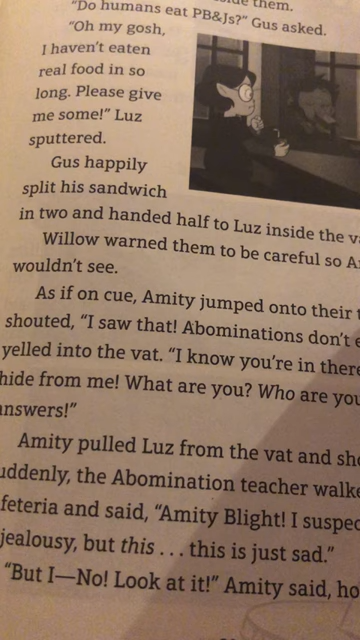 side them.
"Do humans eat PB&Js?" Gus asked.
"Oh my gosh,
I haven't eaten
real food in so
long. Please give
me some!" Luz
sputtered.
Gus happily
split his sandwich
in two and handed half to Luz inside the va
Willow warned them to be careful so A
wouldn't see.
As if on cue, Amity jumped onto their t
shouted, "I saw that! Abominations don't e
yelled into the vat. "I know you're in there
hide from me! What are you? Who are you
answers!"
Amity pulled Luz from the vat and sho
uddenly, the Abomination teacher walke
feteria and said, "Amity Blight! I suspec
jealousy, but this . . . this is just sad."
"But I—No! Look at it!" Amity said, ho